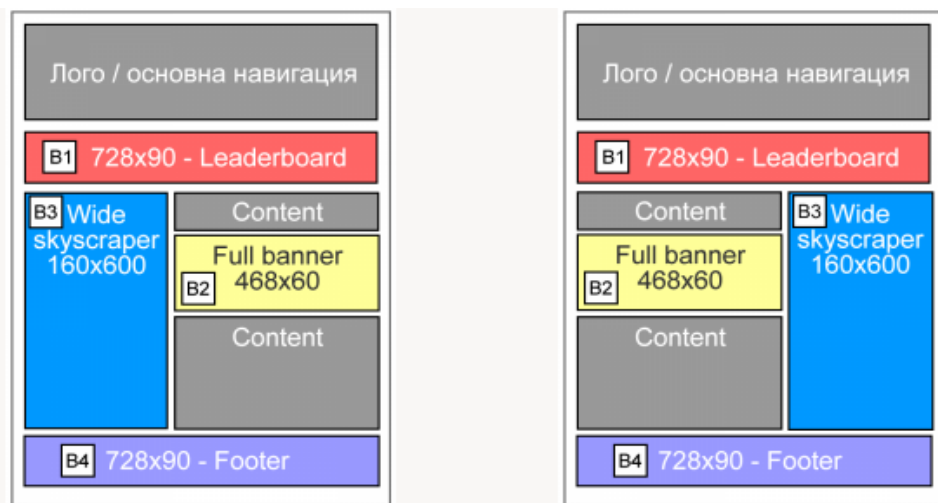 Лого / основна навигация
B1 728x90 - Leaderboard
B3 Wide
skyscraper
160x600
Content
Full banner
B2 468x60
Content
B4 728x90 - Footer
Лого / основна навигация
B1 728x90 - Leaderboard
Content
Full banner
B2 468x60
Content
B3 Wide
skyscraper
160x600
B4 728x90 - Footer